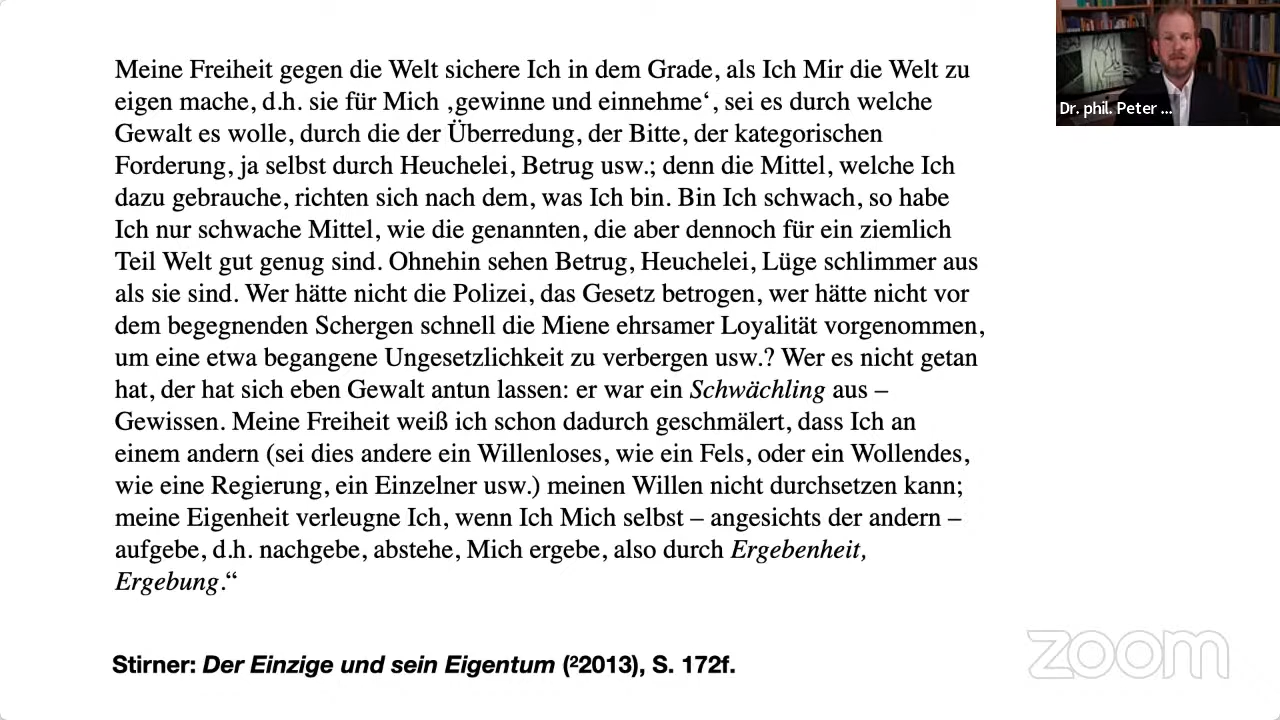 Meine Freiheit gegen die Welt sichere Ich in dem Grade, als Ich Mir die Welt zu
eigen mache, d.h. sie für Mich ‚gewinne und einnehme‘, sei es durch welche
Gewalt es wolle, durch die der Überredung, der Bitte, der kategorischen
Forderung, ja selbst durch Heuchelei, Betrug usw.; denn die Mittel, welche Ich
dazu gebrauche, richten sich nach dem, was Ich bin. Bin Ich schwach, so habe
Ich nur schwache Mittel, wie die genannten, die aber dennoch für ein ziemlich
Teil Welt gut genug sind. Ohnehin sehen Betrug, Heuchelei, Lüge schlimmer aus
als sie sind. Wer hätte nicht die Polizei, das Gesetz betrogen, wer hätte nicht vor
dem begegnenden Schergen schnell die Miene ehrsamer Loyalität vorgenommen,
um eine etwa begangene Ungesetzlichkeit zu verbergen usw.? Wer es nicht getan
hat, der hat sich eben Gewalt antun lassen: er war ein Schwächling aus –
Gewissen. Meine Freiheit weiß ich schon dadurch geschmälert, dass Ich an
einem andern (sei dies andere ein Willenloses, wie ein Fels, oder ein Wollendes,
wie eine Regierung, ein Einzelner usw.) meinen Willen nicht durchsetzen kann;
meine Eigenheit verleugne Ich, wenn Ich Mich selbst – angesichts der andern –
aufgebe, d.h. nachgebe, abstehe, Mich ergebe, also durch Ergebenheit,
Ergebung.“
Stirner: Der Einzige und sein Eigentum (²2013), S. 172f.
Dr. phil. Peter ...
zoom